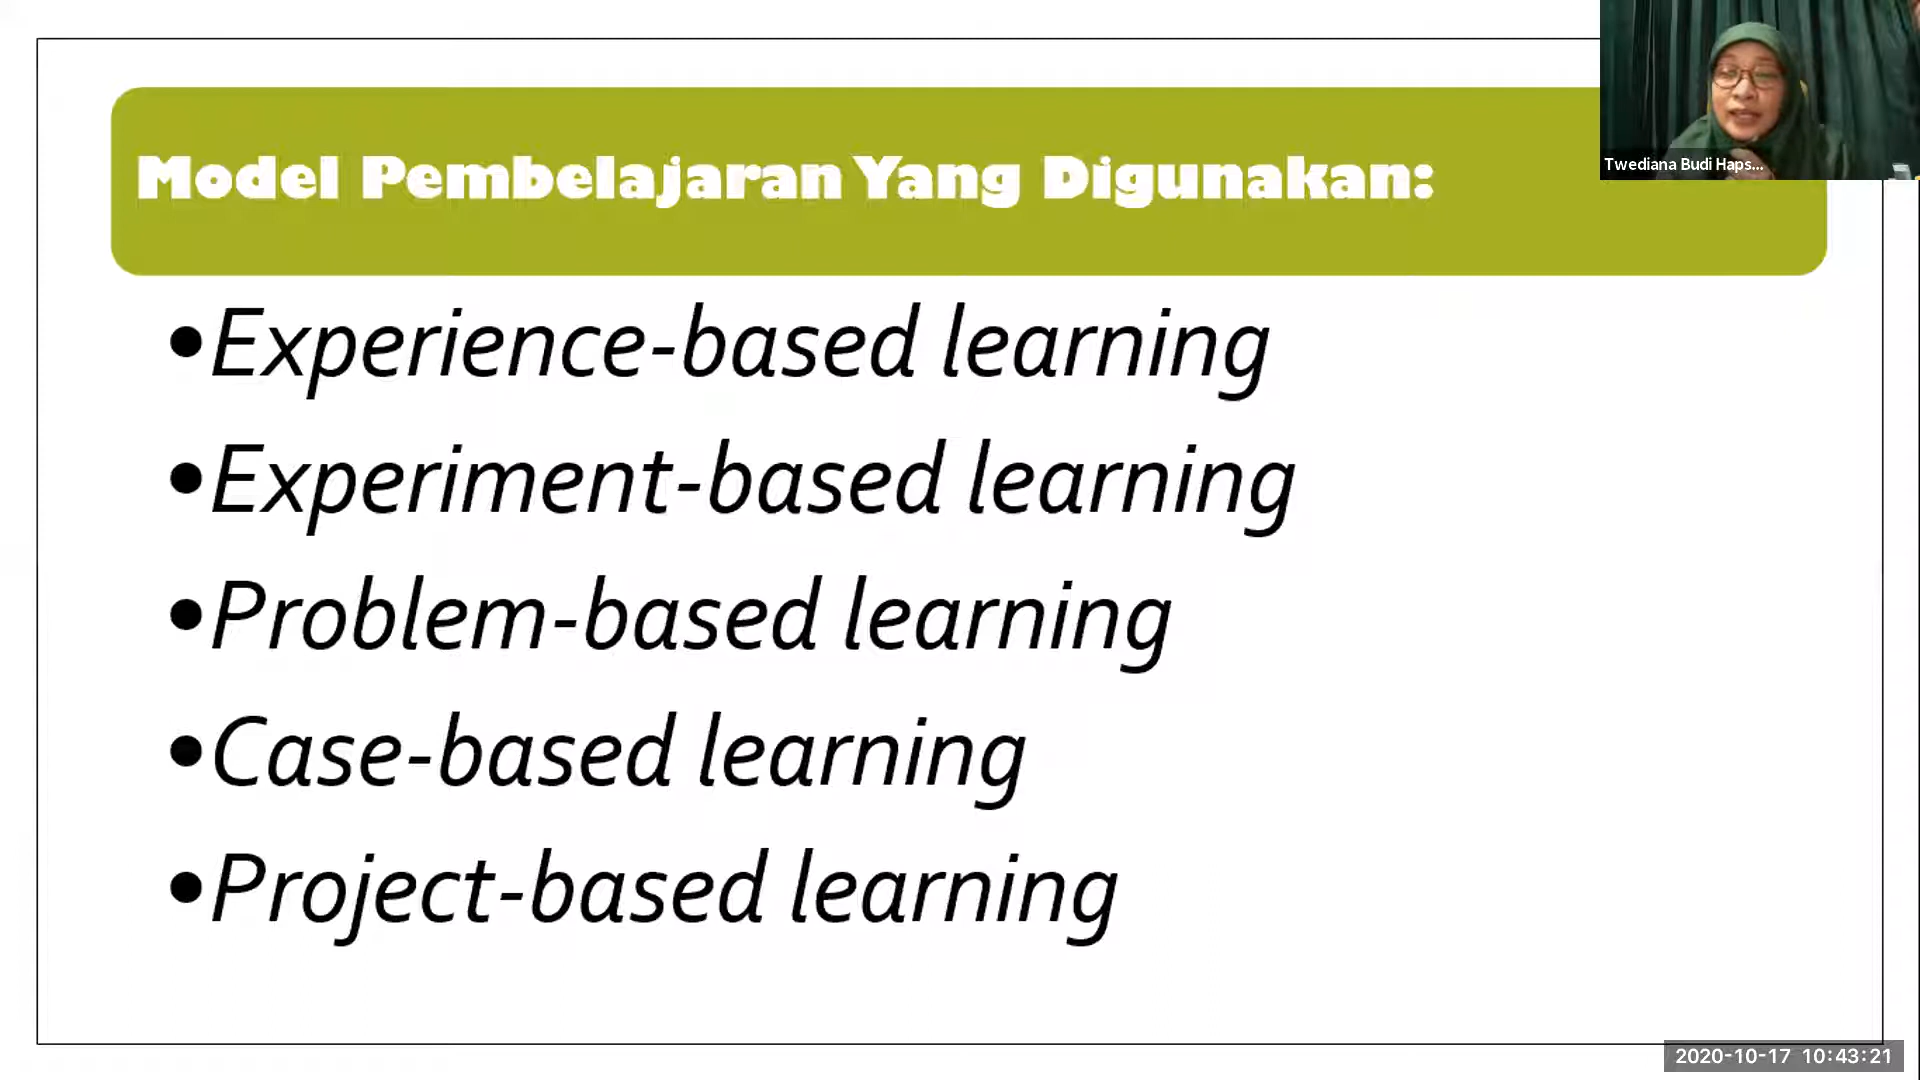 Model Pembelajaran Yang Digunakan:
Twediana Budi Haps...
•Experience-based learning
•Experiment-based learning
•Problem-based learning
•Case-based learning
•Project-based learning
2020-10-17 10:43:21